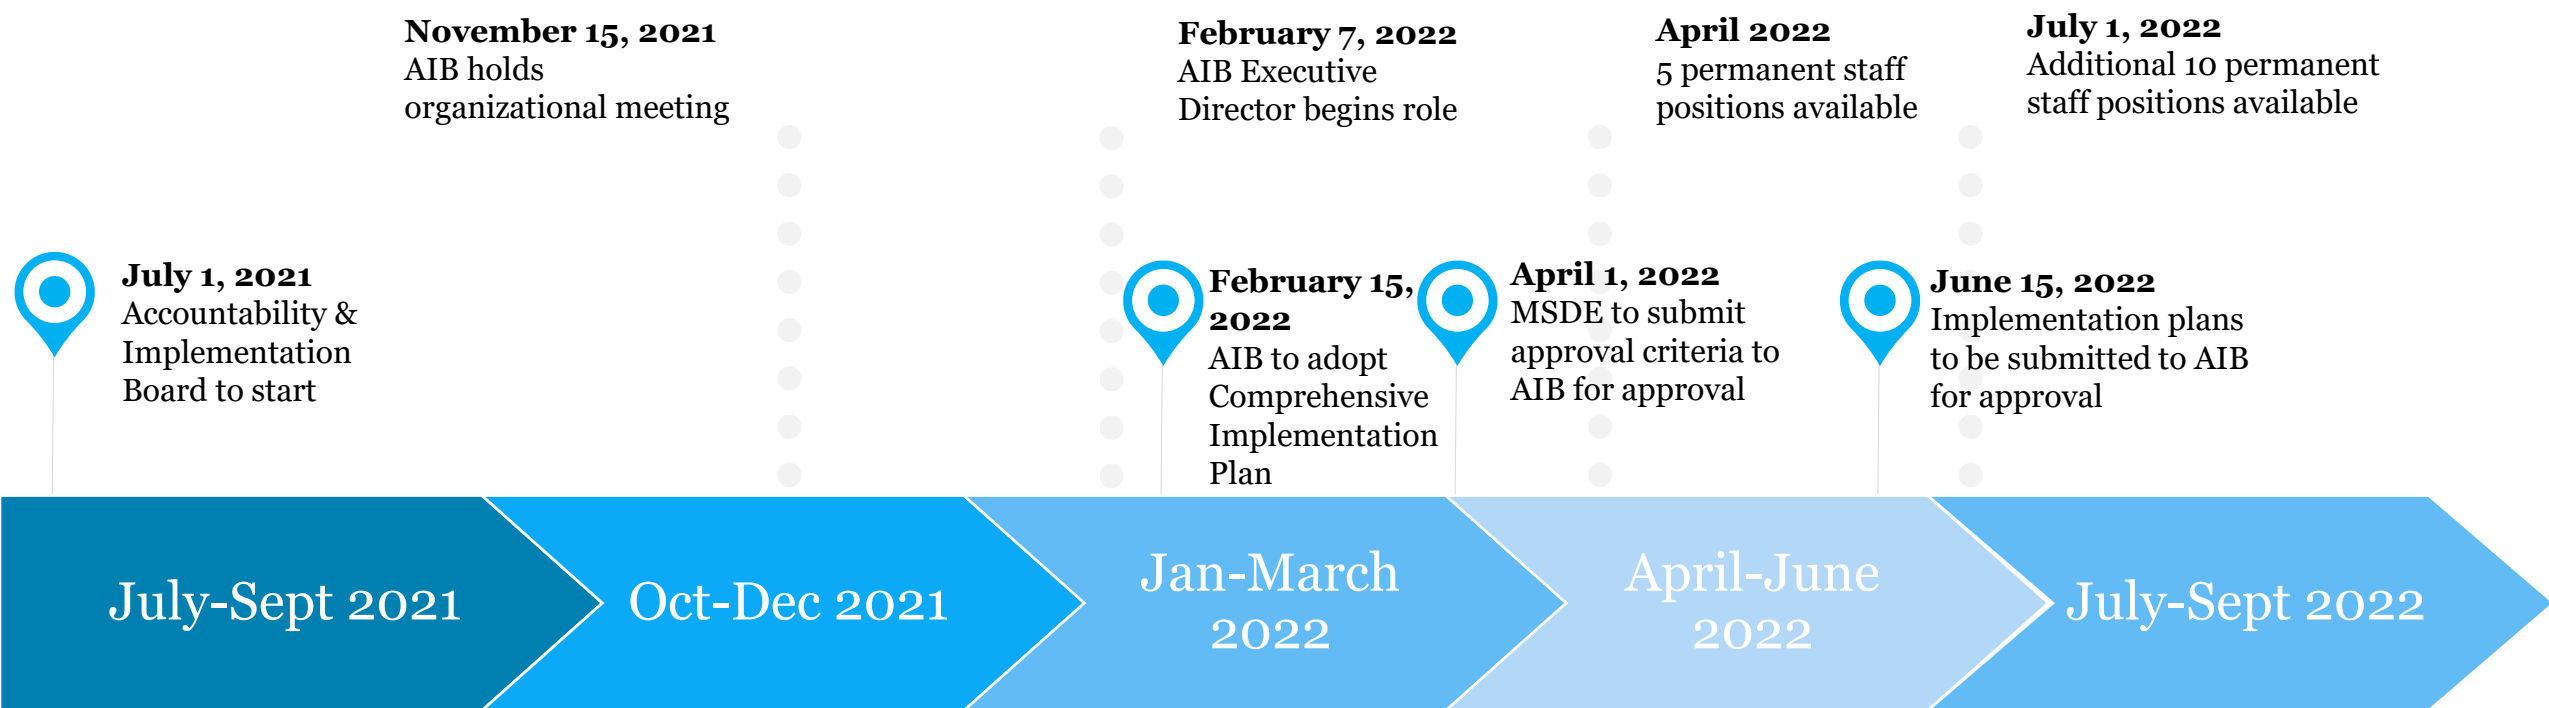 November 15, 2021
AIB holds
organizational meeting
February 7, 2022
AIB Executive
Director begins role
April 2022
5 permanent staff
positions available
July 1, 2022
Additional 10 permanent
staff positions available
July 1, 2021
Accountability &
Implementation
Board to start
February 15,
2022
AIB to adopt
Comprehensive
Implementation
Plan
April 1, 2022
MSDE to submit
approval criteria to
AIB for approval
June 15, 2022
Implementation plans
to be submitted to AIB
for approval
July-Sept 2021
Oct-Dec 2021
Jan-March
2022
April-June
2022
July-Sept 2022